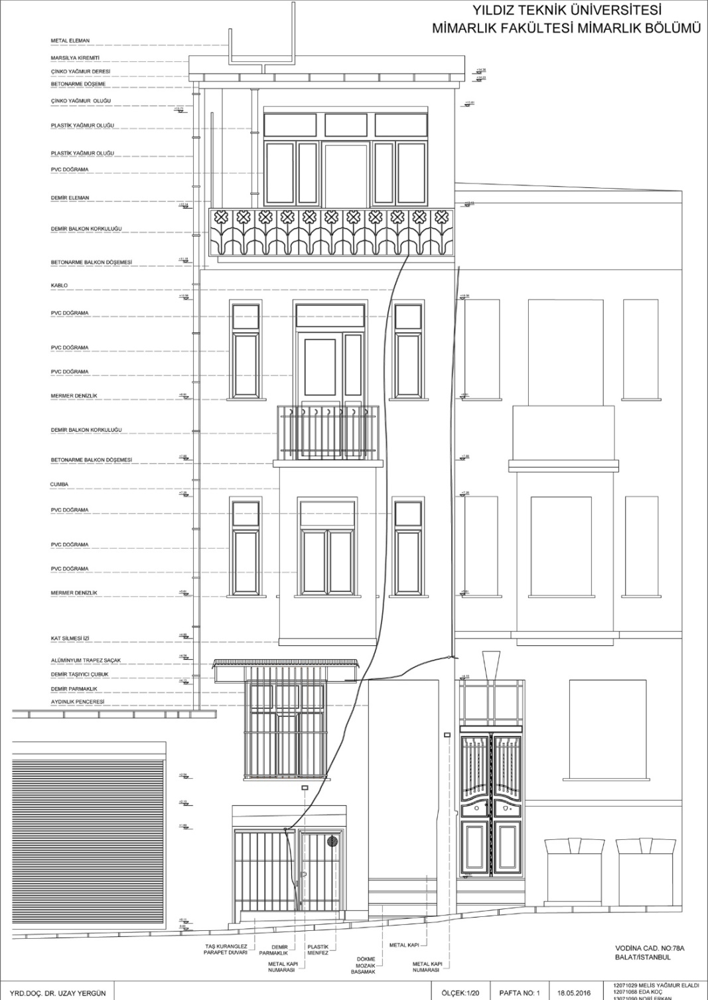 YILDIZ TEKNİK ÜNİVERSİTESİ
MİMARLIK FAKÜLTESİ MİMARLIK BÖLÜMÜ
METAL ELEMAN
MARSİLYA KİREMİTİ
ÇİNKO YAĞMUR DERESİ
BETONARME DÖŞEME
ÇİNKO YAĞMUR OLUĞU
PLASTİK YAĞMUR OLUĞU
PLASTİK YAĞMUR OLUĞU
PVC DOĞRAMA
DEMİR ELEMAN
DEMİR BALKON KORKULUĞU
BETONARME BALKON DÖŞEMESİ
KABLO
PVC DOĞRAMA
PVC DOĞRAMA
PVC DOĞRAMA
MERMER DENİZLİK
DEMİR BALKON KORKULUĞU
BETONARME BALKON DÖŞEMESİ
CUMBA
PVC DOĞRAMA
PVC DOĞRAMA
PVC DOĞRAMA
MERMER DENİZLİK
KAT SİLMESİ İZİ
ALÜMİNYUM TRAPEZ SAÇAK
DEMİR TAŞIYICI ÇUBUK
DEMİR PARMAKLIK
AYDINLIK PENCERESİ
TAŞ KURANGLEZ
PARAPET DUVARI
DEMİR
PARMAKLIK
METAL KAPI
NUMARASI
PLASTİK
MENFEZ
DÖKME
MOZAİK
BASAMAK
METAL KAPI
METAL KAPI
NUMARASI
VODİNA CAD. NO:78A
BALAT/İSTANBUL
YRD.DOÇ. DR. UZAY YERGÜN
ÖLÇEK:1/20
PAFTA NO: 1
18.05.2016
12071029 MELİS YAĞMUR ELALDI
12071068 EDA KOÇ
13071090 NORİ ERKAN